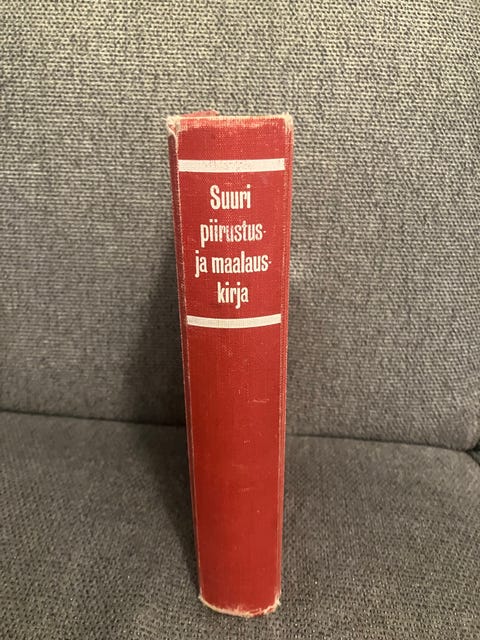 Suuri
piirustus-
ja maalaus-
kirja